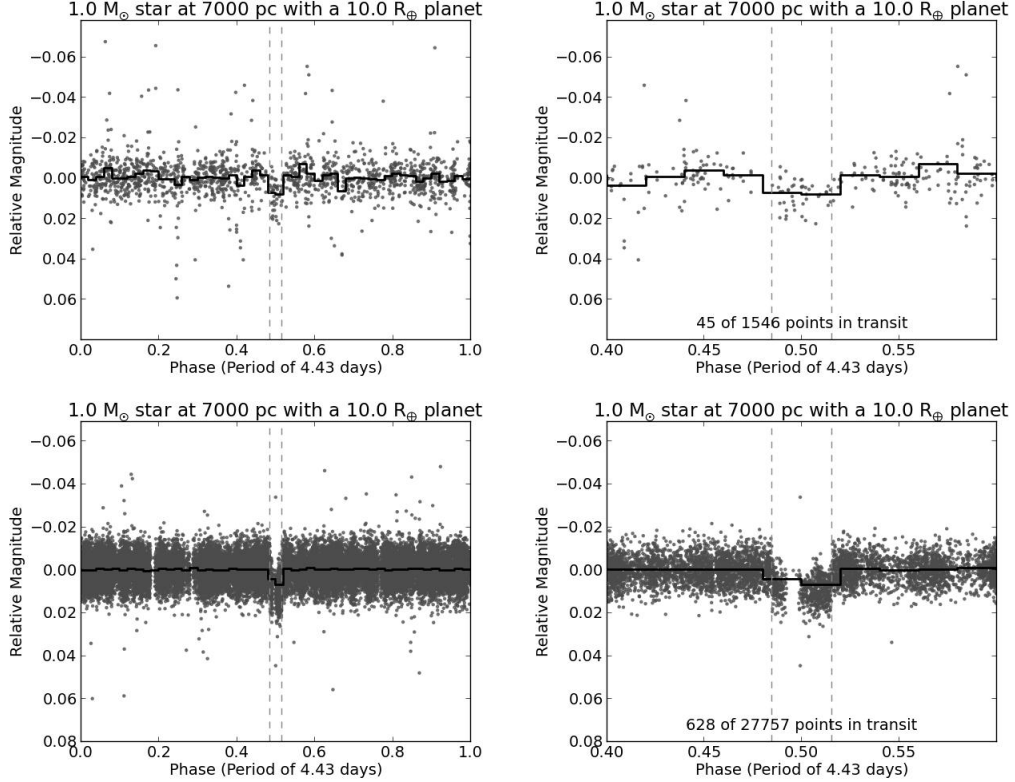 1.0 M⊙ star at 7000 pc with a 10.0 R⊕ planet
−0.06
−0.04
−0.02
0.00
0.02
0.04
0.06
Relative Magnitude
0.0 0.2 0.4 0.6 0.8 1.0
Phase (Period of 4.43 days)
1.0 M⊙ star at 7000 pc with a 10.0 R⊕ planet
−0.06
−0.04
−0.02
0.00
0.02
0.04
0.06
Relative Magnitude
45 of 1546 points in transit
0.40 0.45 0.50 0.55
Phase (Period of 4.43 days)
1.0 M⊙ star at 7000 pc with a 10.0 R⊕ planet
−0.06
−0.04
−0.02
0.00
0.02
0.04
0.06
0.08
Relative Magnitude
0.0 0.2 0.4 0.6 0.8 1.0
Phase (Period of 4.43 days)
1.0 M⊙ star at 7000 pc with a 10.0 R⊕ planet
−0.06
−0.04
−0.02
0.00
0.02
0.04
0.06
0.08
Relative Magnitude
628 of 27757 points in transit
0.40 0.45 0.50 0.55
Phase (Period of 4.43 days)